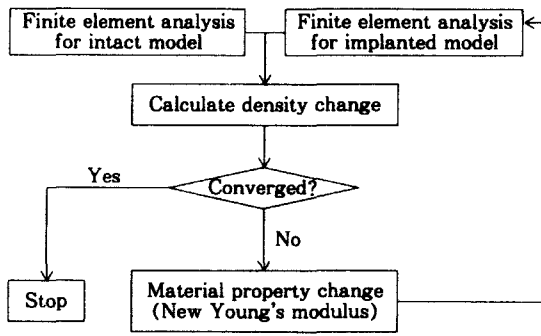 Finite element analysis
for intact model
Finite element analysis
for implanted model
Calculate density change
Converged?
Yes
No
Stop
Material property change
(New Young's modulus)